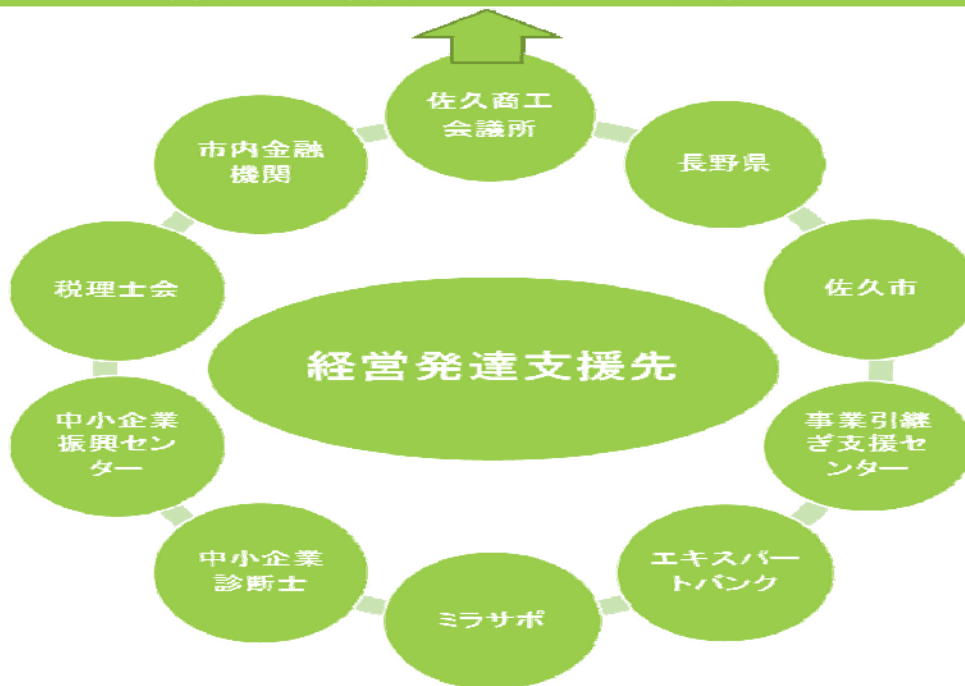 佐久商工
会議所
長野県
佐久市
事業引継
ぎ支援セ
ンター
エキスパー
トバンク
ミラサポ
中小企業
診断士
中小企業
振興セン
ター
税理士会
市内金融
機関
経営発達支援先